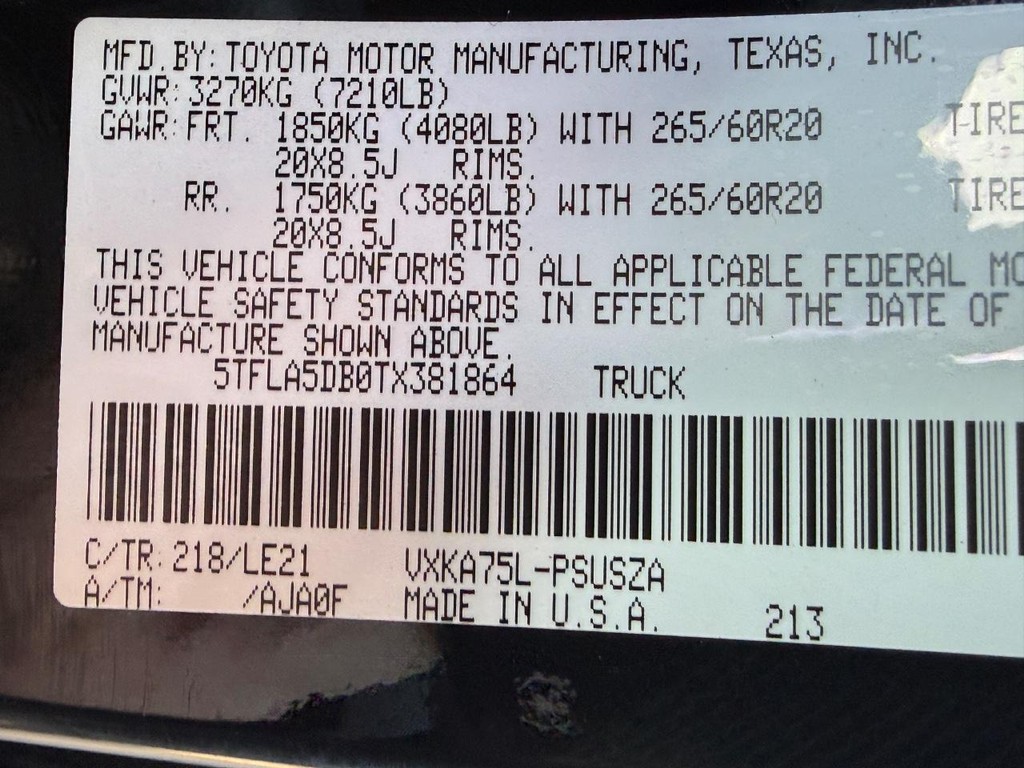 MFD. BY: TOYOTA MOTOR MANUFACTURING, TEXAS, INC.
GVWR: 3270KG (7210LB)
GAWR: FRT. 1850KG (4080LB) WITH 265/60R20 TIRE
20X8.5J RIMS.
RR. 1750KG (3860LB) WITH 265/60R20 TIRE
20X8.5J RIMS.
THIS VEHICLE CONFORMS TO ALL APPLICABLE FEDERAL MO
VEHICLE SAFETY STANDARDS IN EFFECT ON THE DATE OF
MANUFACTURE SHOWN ABOVE.
5TFLA5DB0TX381864 TRUCK
C/TR: 218/LE21 VXKA75L-PSUSZA
A/TM: /AJA0F MADE IN U.S.A. 213